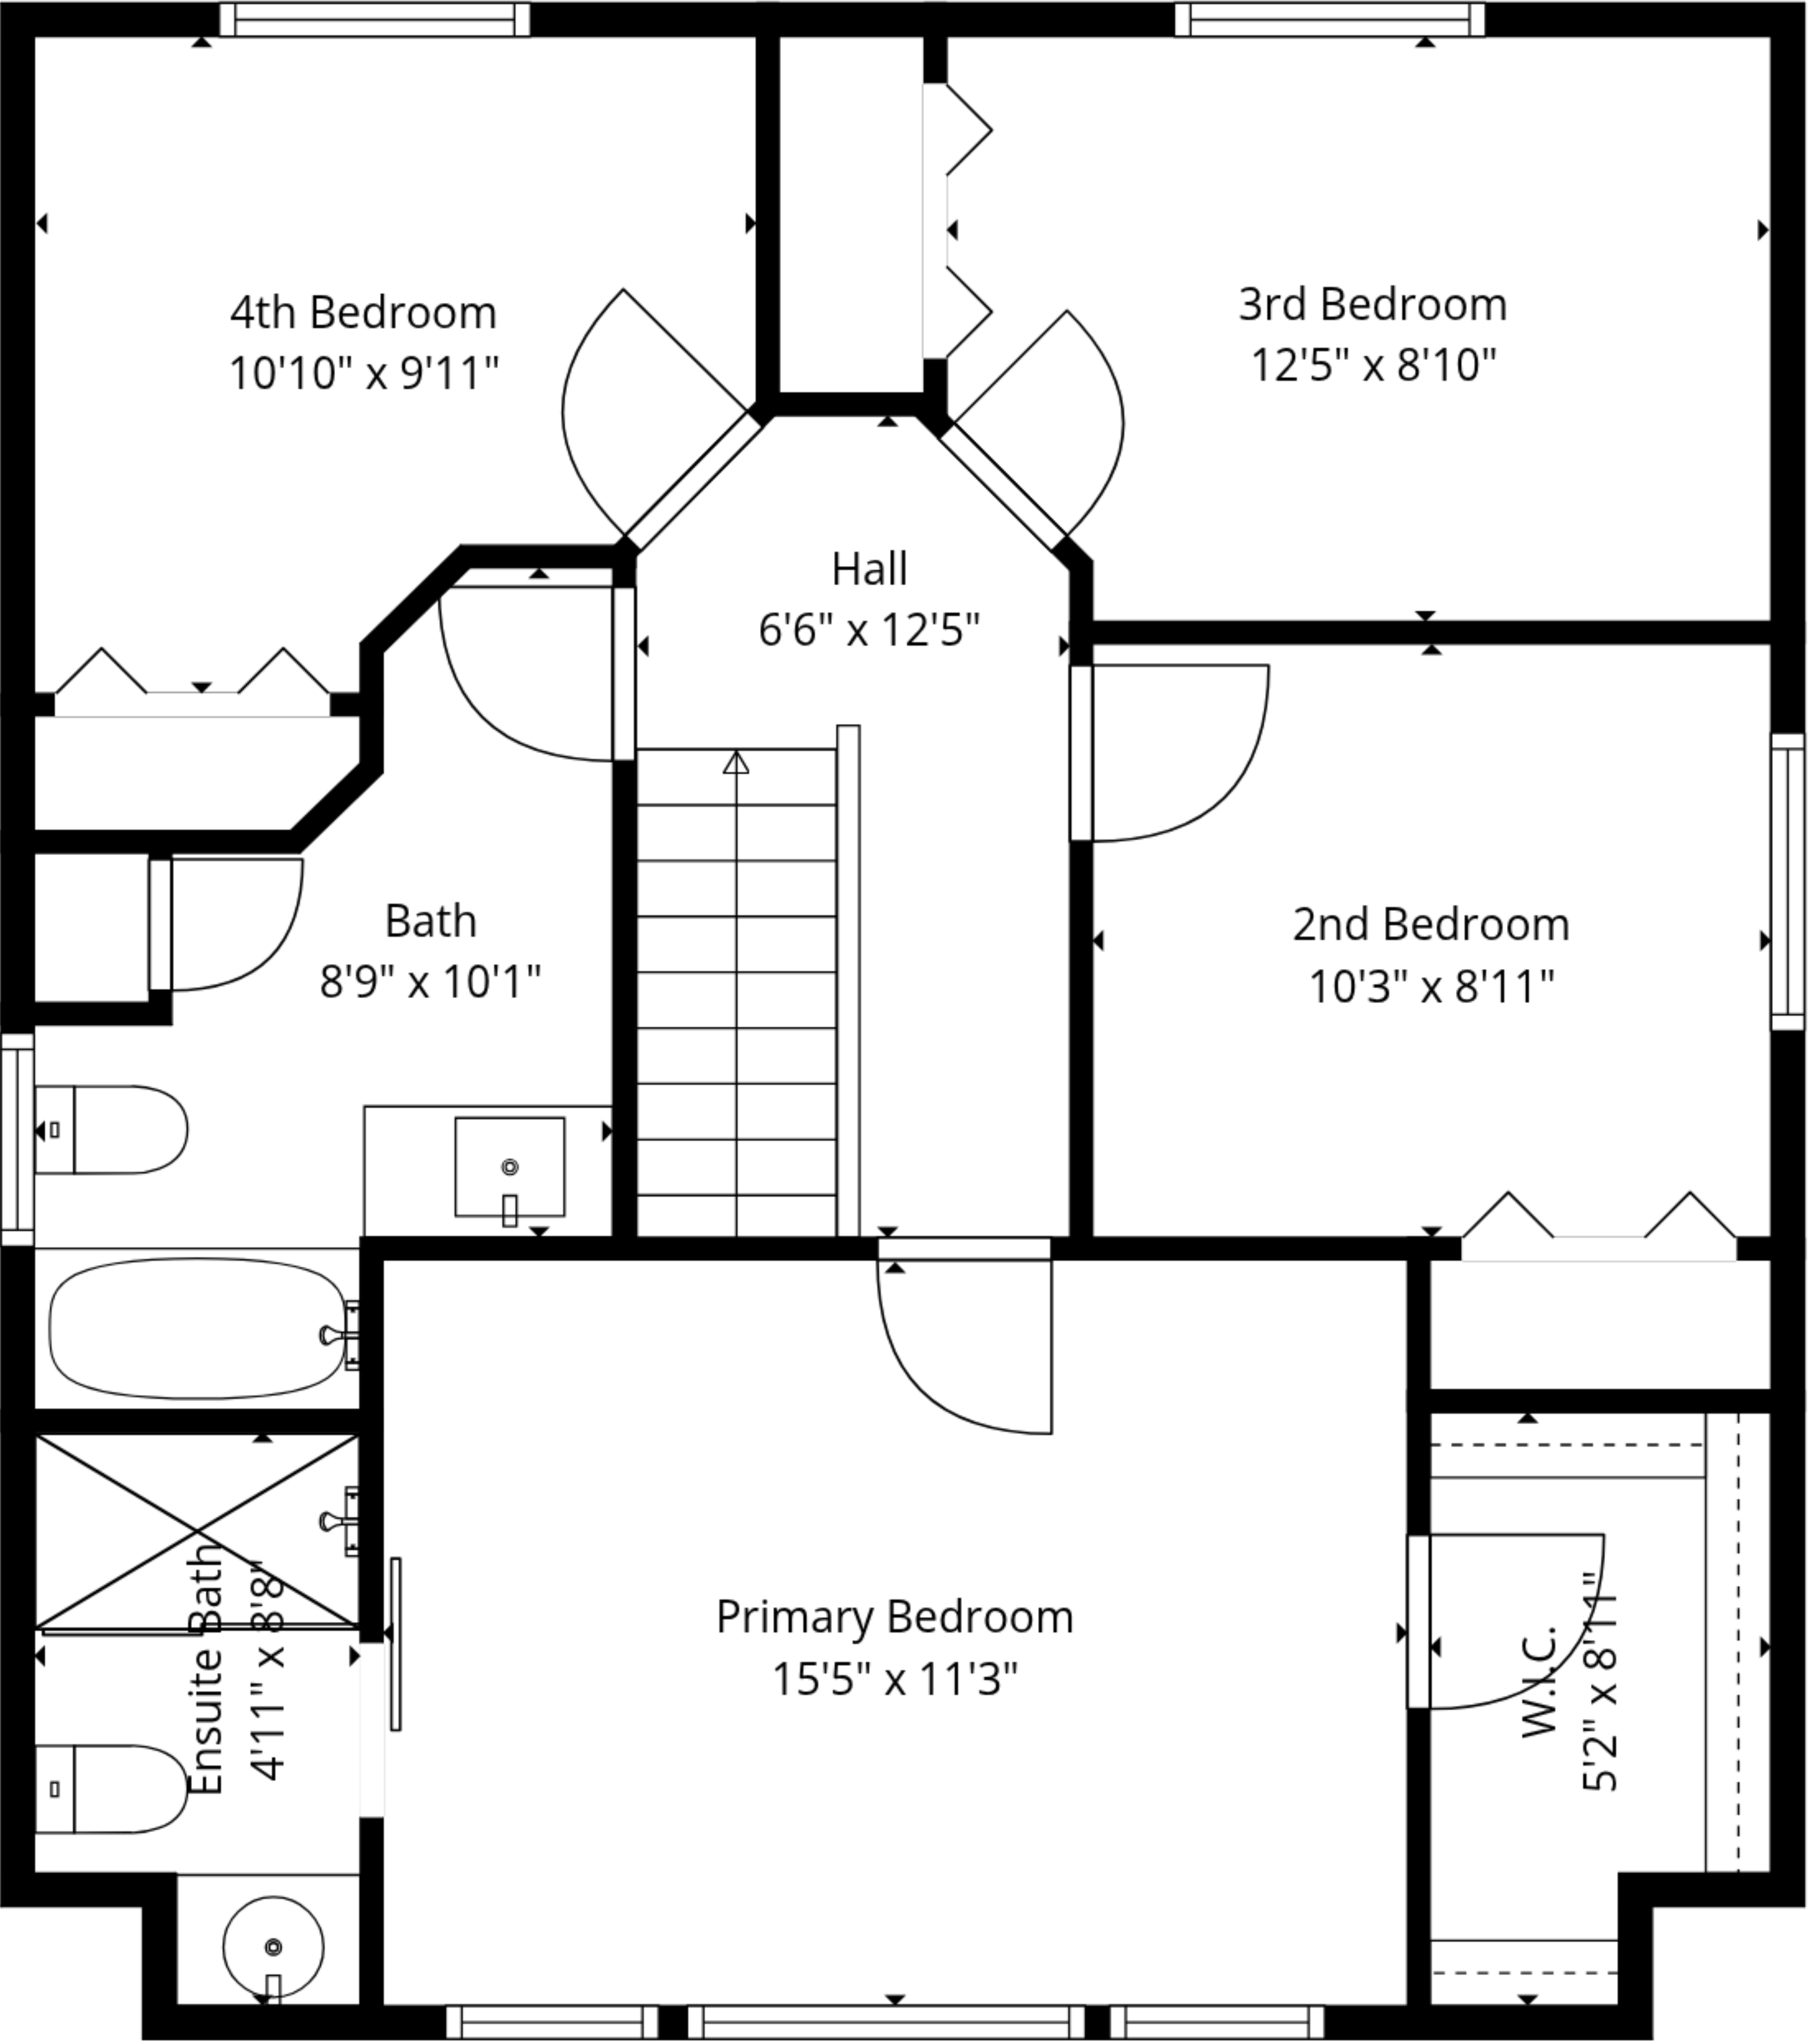 4th Bedroom
10'10" x 9'11"
3rd Bedroom
12'5" x 8'10"
Hall
6'6" x 12'5"
Bath
8'9" x 10'1"
2nd Bedroom
10'3" x 8'11"
Ensuite Bath
4'11" x 8'8"
Primary Bedroom
15'5" x 11'3"
W.I.C.
5'2" x 8'11"